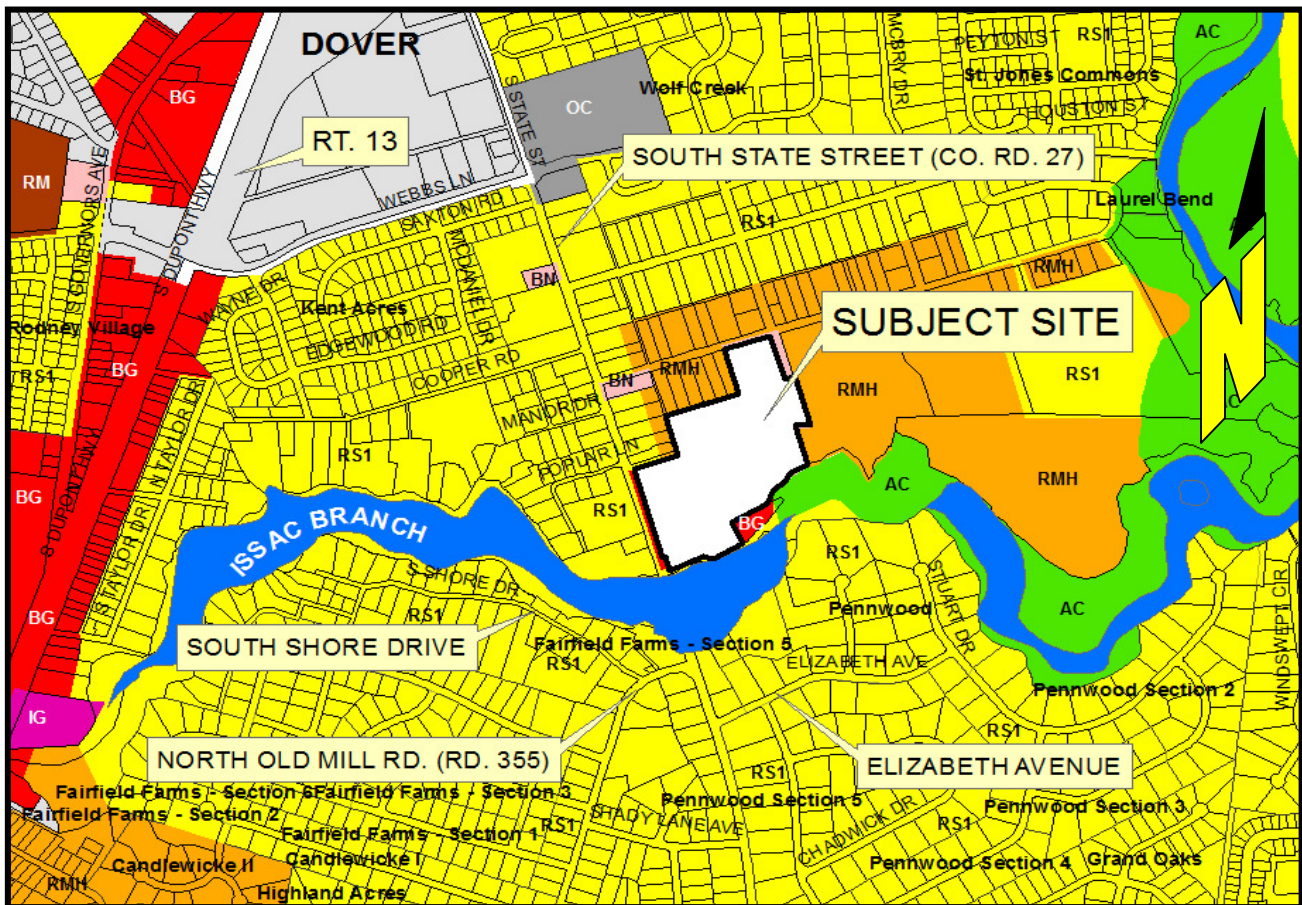 DOVER
AC
PEYTON ST
RS1
MCBRY DR
St. Jones Commons
HOUSTON ST
BG
S STATE ST
OC
Wolf Creek
RT. 13
SOUTH STATE STREET (CO. RD. 27)
RM
S GOVERNORS AVE
S DUPONT HWY
WEBBS LN
SAXTON RD
Laurel Bend
RS1
RMH
N
WAYNE DR
MCDANIEL DR
BN
Kent Acres
EDGEWOOD RD
SUBJECT SITE
Rodney Village
RS1
BG
COOPER RD
BN
RMH
RMH
RS1
MANOR DR
N TAYLOR DR
POPLAR LN
RS1
BG
S DUPONT HWY
RS1
AC
RMH
ISSAC BRANCH
BG
RS1
S TAYLOR DR
S SHORE DR
STUART DR
BG
RS1
Pennwood
AC
WINDSWEPT CIR
SOUTH SHORE DRIVE
Fairfield Farms - Section 5
RS1
ELIZABETH AVE
Pennwood Section 2
IG
RS1
NORTH OLD MILL RD. (RD. 355)
ELIZABETH AVENUE
RS1
Fairfield Farms - Section 6
Fairfield Farms - Section 3
Fairfield Farms - Section 2
SHADY LANE AVE
Pennwood Section 5
CHADWICK DR
Pennwood Section 3
Fairfield Farms - Section 1
RS1
RS1
Candlewicke II
Candlewicke I
Pennwood Section 4
Grand Oaks
RMH
Highland Acres